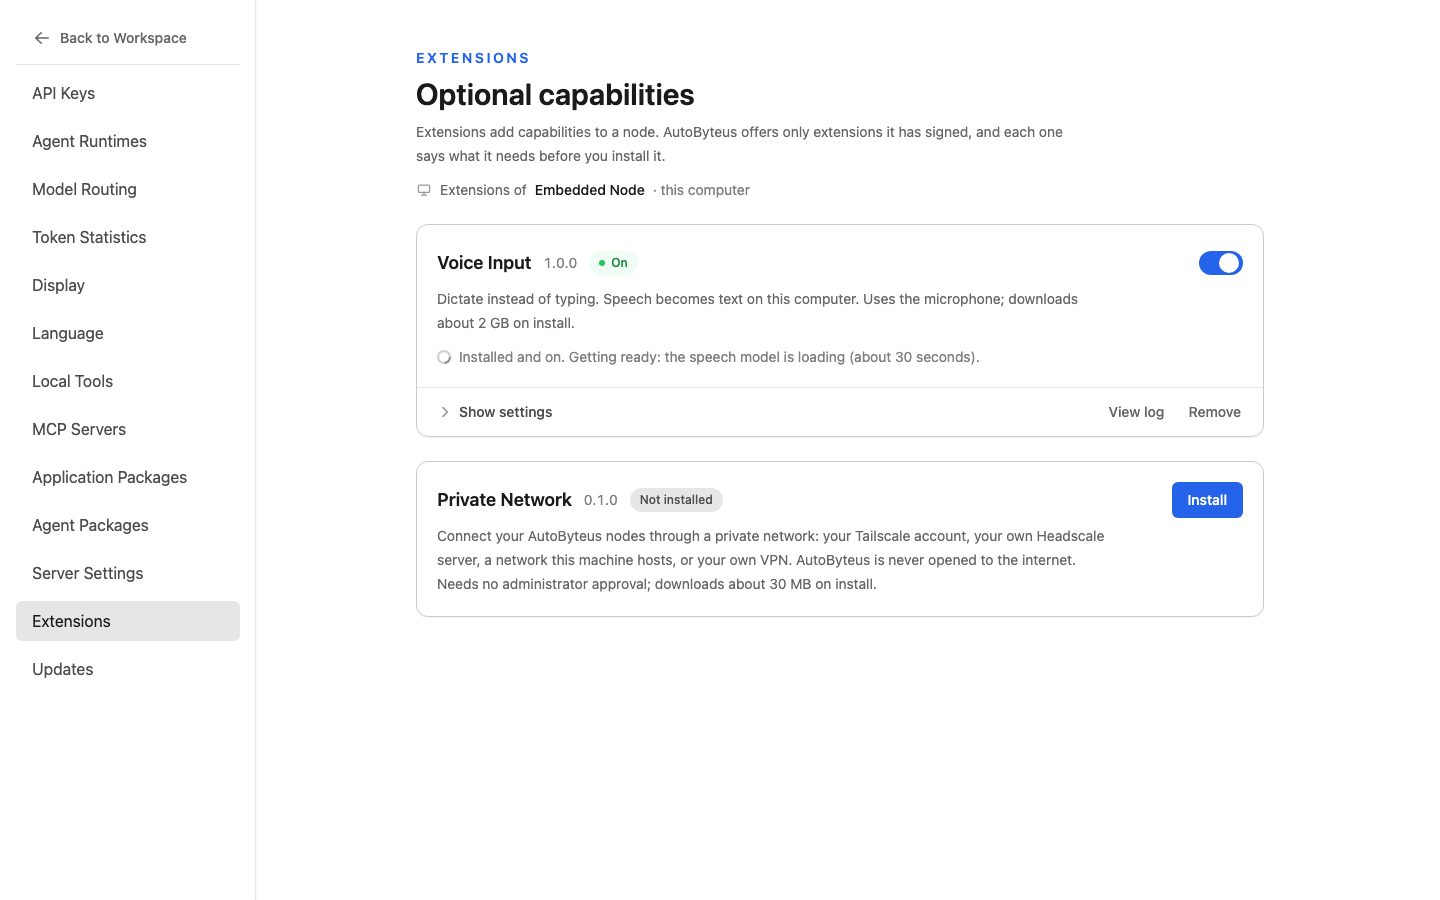 Back to Workspace
API Keys
Agent Runtimes
Model Routing
Token Statistics
Display
Language
Local Tools
MCP Servers
Application Packages
Agent Packages
Server Settings
Extensions
Updates
EXTENSIONS
Optional capabilities
Extensions add capabilities to a node. AutoByteus offers only extensions it has signed, and each one
says what it needs before you install it.
Extensions of Embedded Node · this computer
Voice Input 1.0.0 On
Dictate instead of typing. Speech becomes text on this computer. Uses the microphone; downloads
about 2 GB on install.
Installed and on. Getting ready: the speech model is loading (about 30 seconds).
Show settings View log Remove
Private Network 0.1.0 Not installed Install
Connect your AutoByteus nodes through a private network: your Tailscale account, your own Headscale
server, a network this machine hosts, or your own VPN. AutoByteus is never opened to the internet.
Needs no administrator approval; downloads about 30 MB on install.